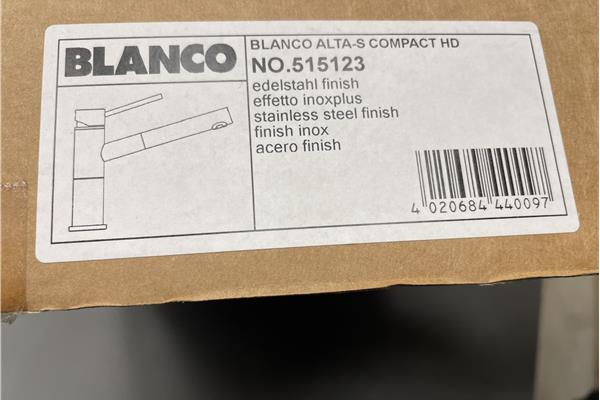 BLANCO
BLANCO ALTA-S COMPACT HD
NO.515123
edelstahl finish
effetto inoxplus
stainless steel finish
finish inox
acero finish
4 020684 440097